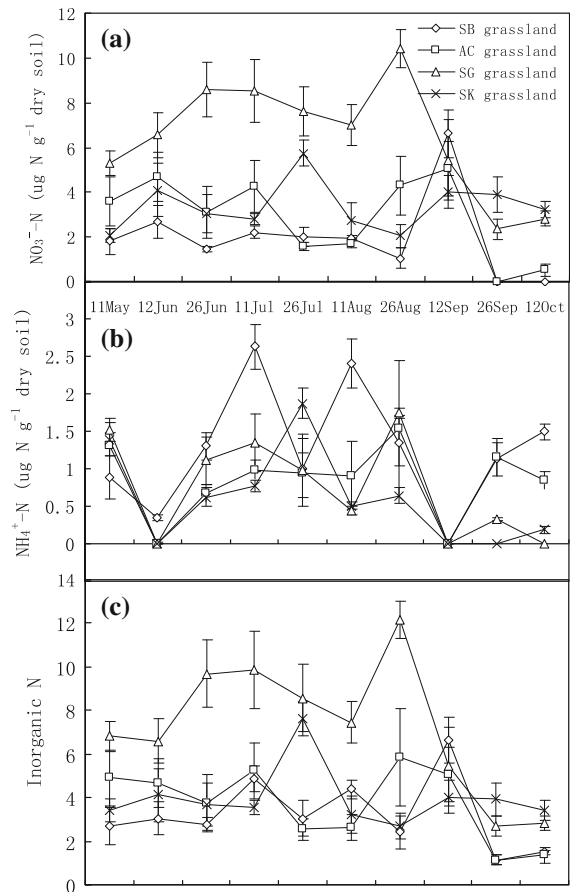 12
(a)
SB grassland
AC grassland
SG grassland
SK grassland
10
8
6
4
2
0
NO₃⁻-N (ug N g⁻¹ dry soil)
11May 12Jun 26Jun 11Jul 26Jul 11Aug 26Aug 12Sep 26Sep 12Oct
(b)
3
2.5
2
1.5
1
0.5
0
NH₄⁺-N (ug N g⁻¹ dry soil)
(c)
14
12
10
8
6
4
2
0
Inorganic N